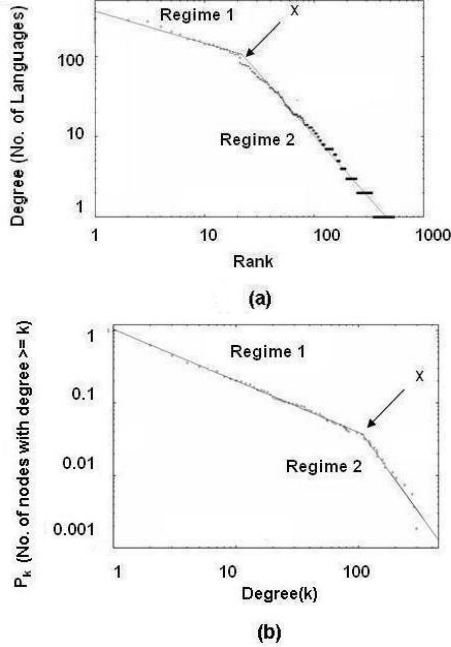 Regime 1
X
100
10
1
Regime 2
Degree (No. of Languages)
1
10
100
1000
Rank
(a)
1
0.1
0.01
0.001
Regime 1
X
Regime 2
P_k (No. of nodes with degree >= k)
1
10
100
Degree(k)
(b)